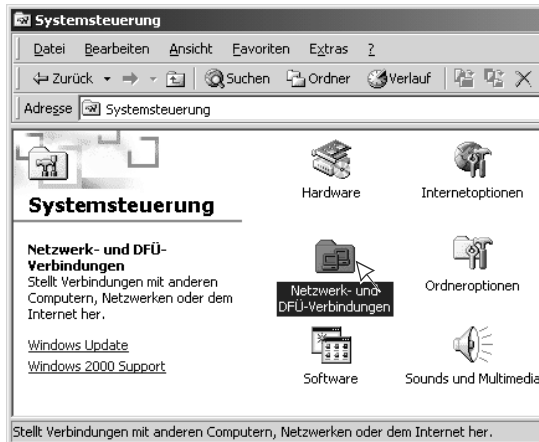 Systemsteuerung
Datei Bearbeiten Ansicht Favoriten Extras ?
Zurück Suchen Ordner Verlauf
Adresse Systemsteuerung
Systemsteuerung
Netzwerk- und DFÜ-
Verbindungen
Stellt Verbindungen mit anderen
Computern, Netzwerken oder dem
Internet her.
Windows Update
Windows 2000 Support
Hardware
Internetoptionen
Netzwerk- und
DFÜ-Verbindungen
Ordneroptionen
Software
Sounds und Multimedia
Stellt Verbindungen mit anderen Computern, Netzwerken oder dem Internet her.